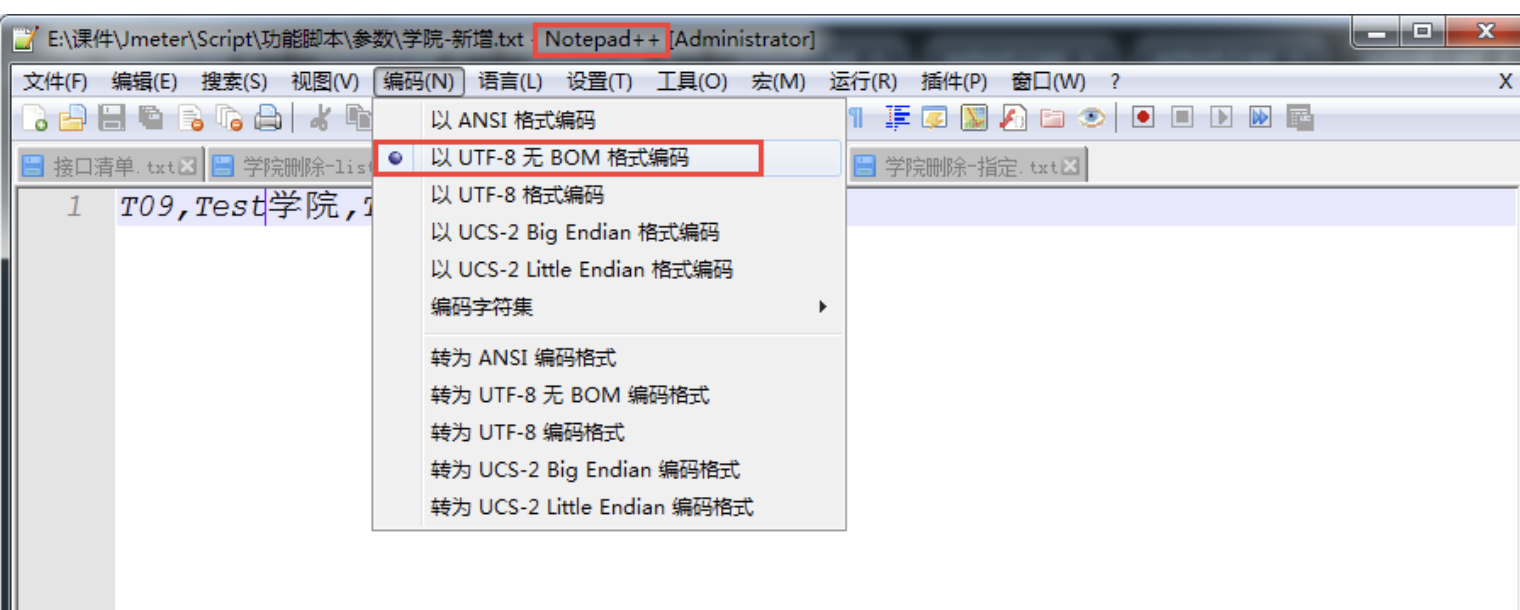 E:\课件\Jmeter\Script\功能脚本\参数\学院-新增.txt - Notepad++ [Administrator]
文件(F) 编辑(E) 搜索(S) 视图(V) 编码(N) 语言(L) 设置(T) 工具(O) 宏(M) 运行(R) 插件(P) 窗口(W) ? X
接口清单.txt 学院删除-list 学院删除-指定.txt
1 T09,Test学院,
以 ANSI 格式编码
以 UTF-8 无 BOM 格式编码
以 UTF-8 格式编码
以 UCS-2 Big Endian 格式编码
以 UCS-2 Little Endian 格式编码
编码字符集
转为 ANSI 编码格式
转为 UTF-8 无 BOM 编码格式
转为 UTF-8 编码格式
转为 UCS-2 Big Endian 编码格式
转为 UCS-2 Little Endian 编码格式